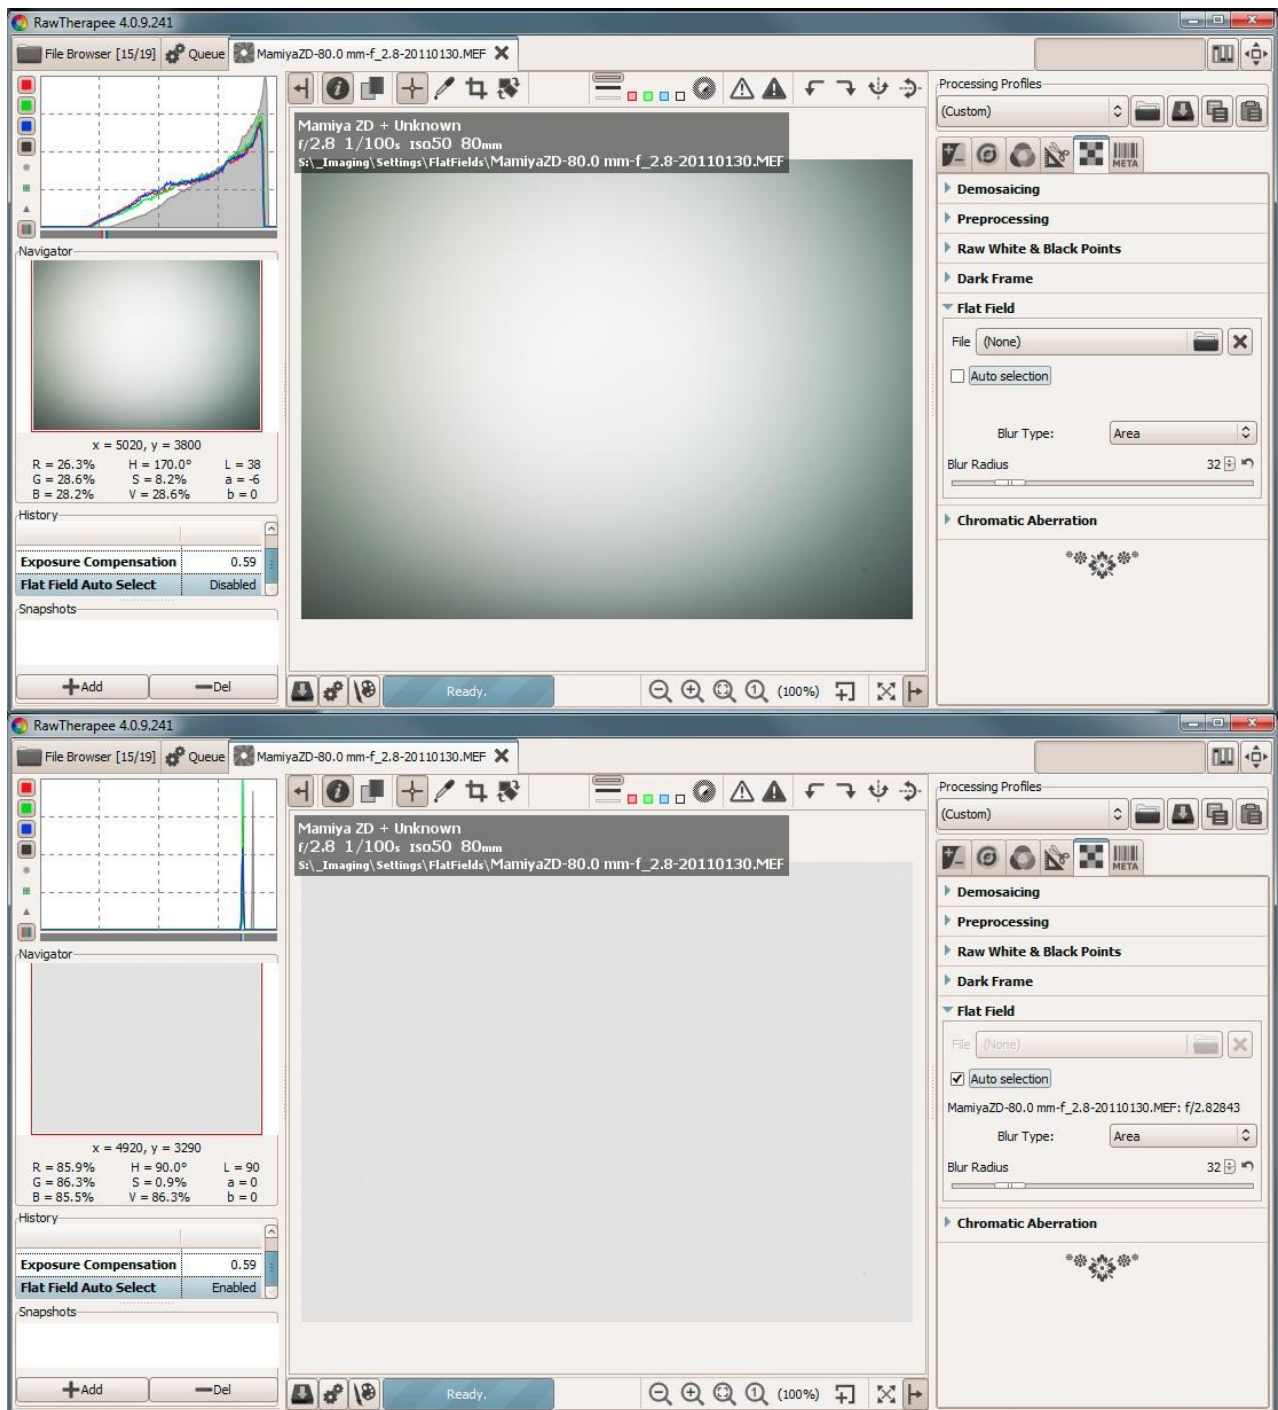 RawTherapee 4.0.9.241
File Browser [15/19] Queue MamiyaZD-80.0 mm-f_2.8-20110130.MEF
Mamiya ZD + Unknown
f/2.8 1/100s ISO50 80mm
S:\_Imaging\Settings\FlatFields\MamiyaZD-80.0 mm-f_2.8-20110130.MEF
Navigator
x = 5020, y = 3800
R = 26.3% H = 170.0° L = 38
G = 28.6% S = 8.2% a = -6
B = 28.2% V = 28.6% b = 0
History
Exposure Compensation 0.59
Flat Field Auto Select Disabled
Snapshots
Add Del
Ready.
1 (100%)
Processing Profiles
(Custom)
META
Demosaicing
Preprocessing
Raw White & Black Points
Dark Frame
Flat Field
File (None)
Auto selection
Blur Type: Area
Blur Radius 32
Chromatic Aberration
RawTherapee 4.0.9.241
File Browser [15/19] Queue MamiyaZD-80.0 mm-f_2.8-20110130.MEF
Mamiya ZD + Unknown
f/2.8 1/100s ISO50 80mm
S:\_Imaging\Settings\FlatFields\MamiyaZD-80.0 mm-f_2.8-20110130.MEF
Navigator
x = 4920, y = 3290
R = 85.9% H = 90.0° L = 90
G = 86.3% S = 0.9% a = 0
B = 85.5% V = 86.3% b = 0
History
Exposure Compensation 0.59
Flat Field Auto Select Enabled
Snapshots
Add Del
Ready.
1 (100%)
Processing Profiles
(Custom)
META
Demosaicing
Preprocessing
Raw White & Black Points
Dark Frame
Flat Field
File (None)
Auto selection
MamiyaZD-80.0 mm-f_2.8-20110130.MEF: f/2.82843
Blur Type: Area
Blur Radius 32
Chromatic Aberration